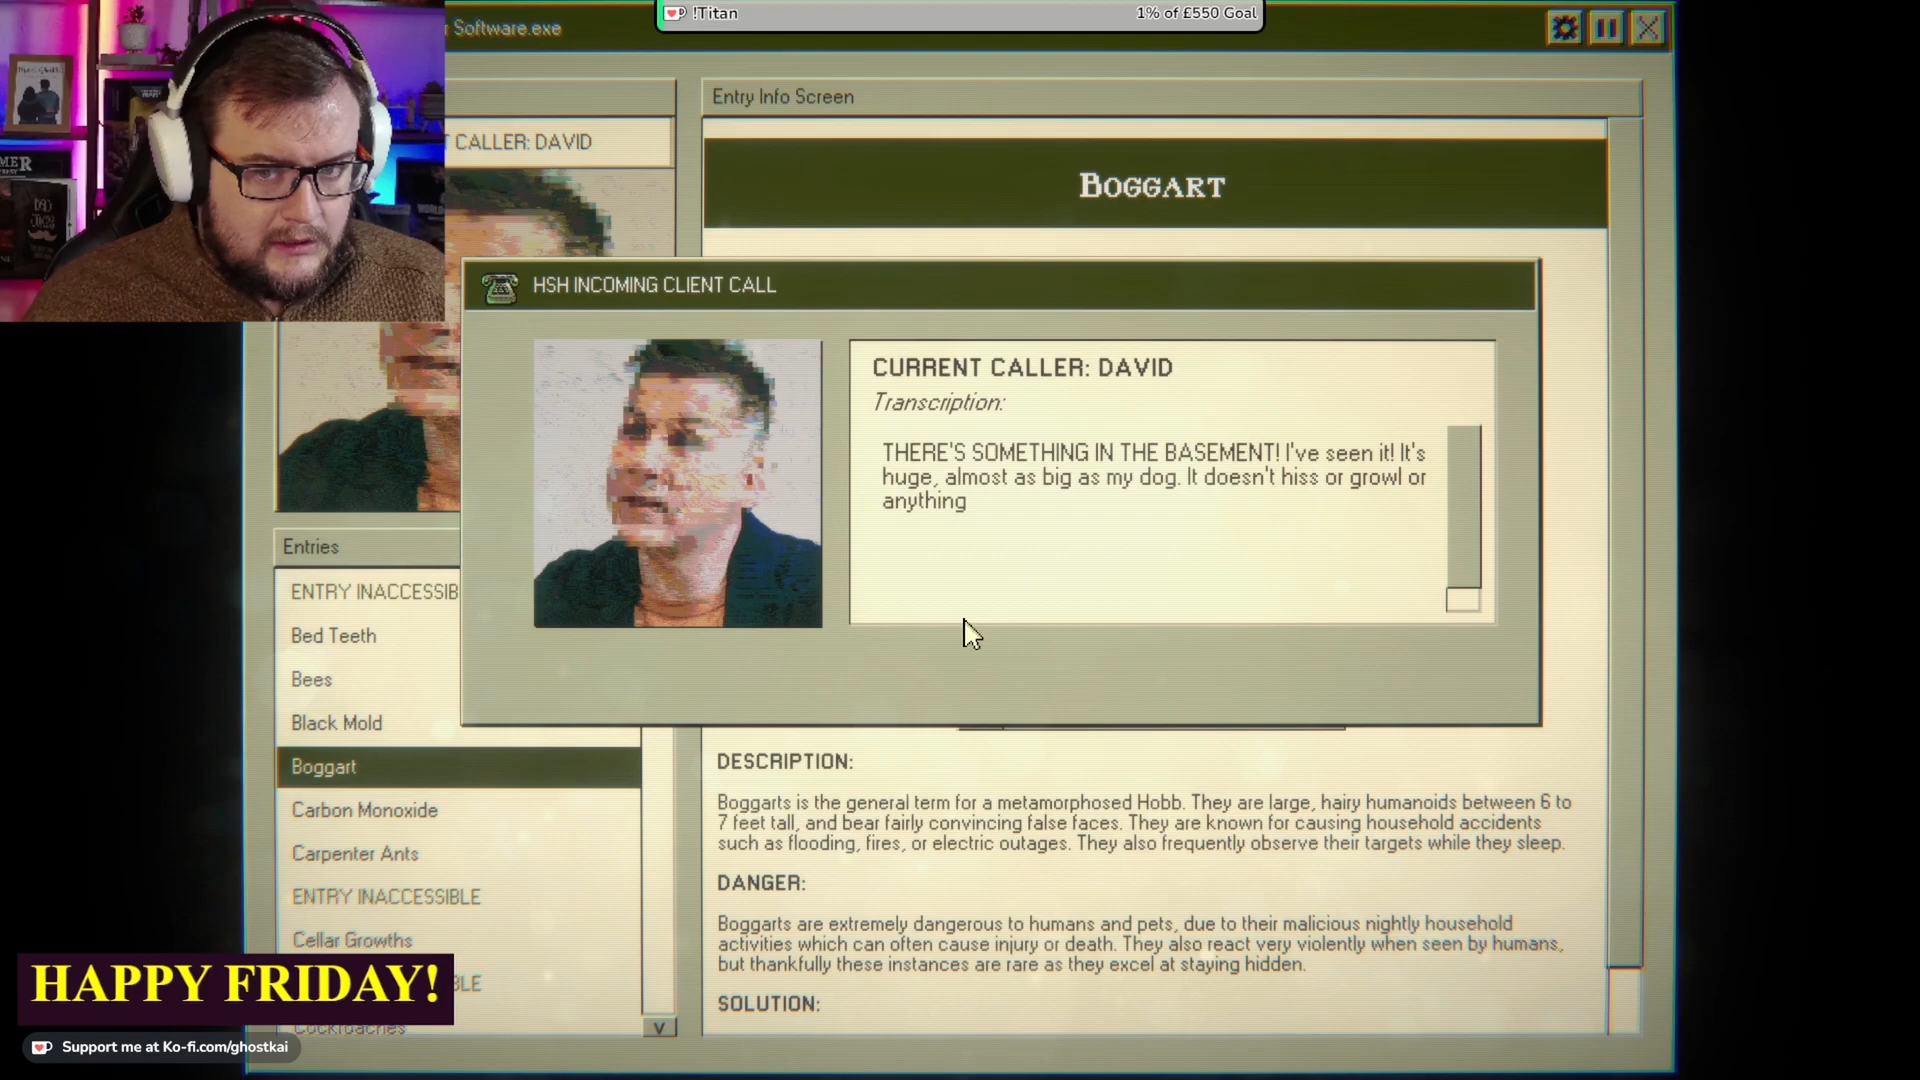 !Titan
1% of £550 Goal
Software.exe
CALLER: DAVID
Entry Info Screen
BOGGART
HSH INCOMING CLIENT CALL
CURRENT CALLER: DAVID
Transcription:
THERE'S SOMETHING IN THE BASEMENT! I've seen it! It's
huge, almost as big as my dog. It doesn't hiss or growl or
anything
Entries
ENTRY INACCESSIB
Bed Teeth
Bees
Black Mold
Boggart
Carbon Monoxide
Carpenter Ants
ENTRY INACCESSIBLE
Cellar Growths
Cockroaches
DESCRIPTION:
Boggarts is the general term for a metamorphosed Hobb. They are large, hairy humanoids between 6 to
7 feet tall, and bear fairly convincing false faces. They are known for causing household accidents
such as flooding, fires, or electric outages. They also frequently observe their targets while they sleep.
DANGER:
Boggarts are extremely dangerous to humans and pets, due to their malicious nightly household
activities which can often cause injury or death. They also react very violently when seen by humans,
but thankfully these instances are rare as they excel at staying hidden.
SOLUTION:
HAPPY FRIDAY!
Support me at Ko-fi.com/ghostkai